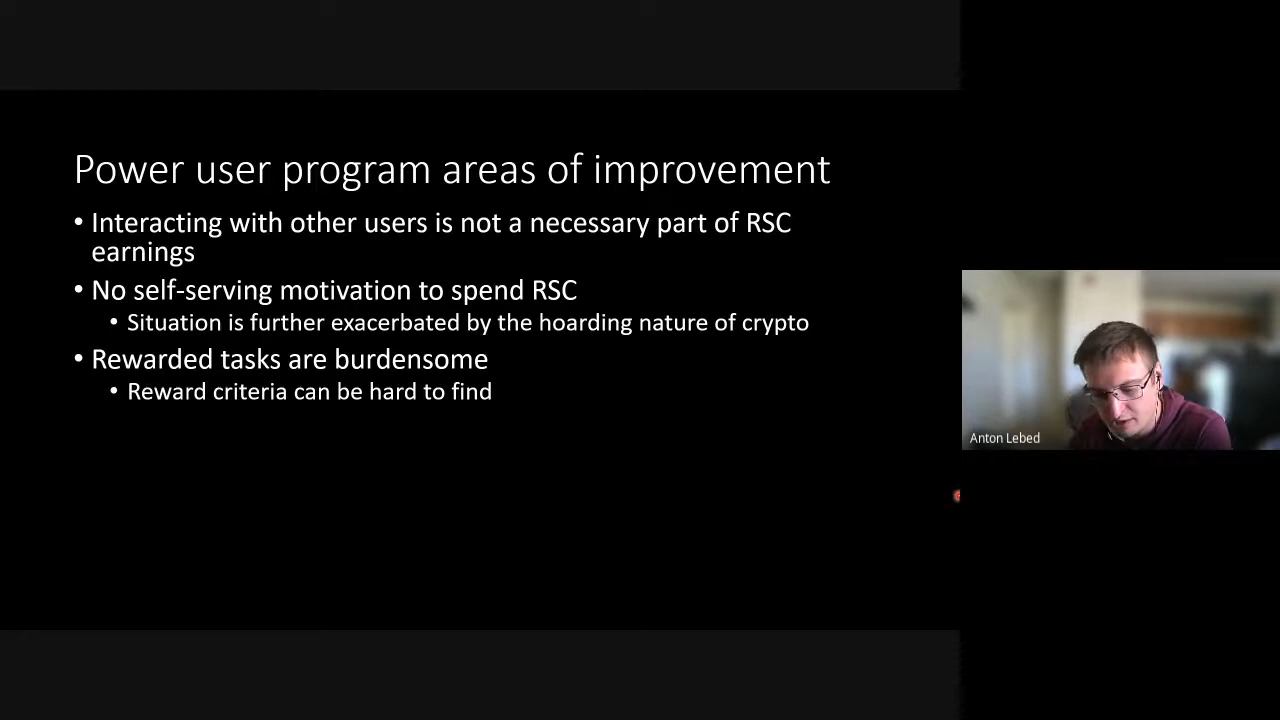 Power user program areas of improvement
• Interacting with other users is not a necessary part of RSC
earnings
• No self-serving motivation to spend RSC
• Situation is further exacerbated by the hoarding nature of crypto
• Rewarded tasks are burdensome
• Reward criteria can be hard to find
Anton Lebed